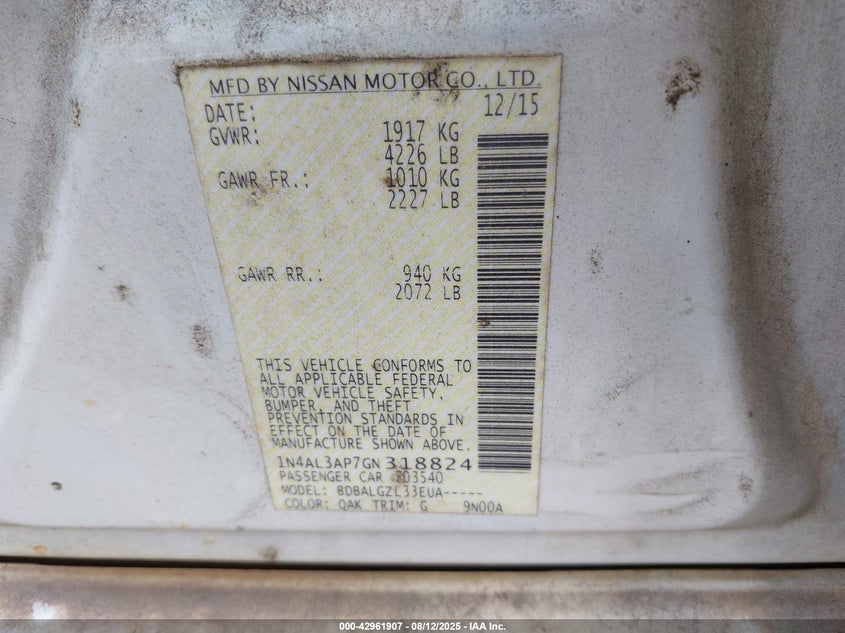 MFD BY NISSAN MOTOR CO., LTD.
DATE: 12/15
GVWR: 1917 KG
4226 LB
GAWR FR.: 1010 KG
2227 LB
GAWR RR.: 940 KG
2072 LB
THIS VEHICLE CONFORMS TO
ALL APPLICABLE FEDERAL
MOTOR VEHICLE SAFETY,
BUMPER, AND THEFT
PREVENTION STANDARDS IN
EFFECT ON THE DATE OF
MANUFACTURE SHOWN ABOVE.
1N4AL3AP7GN318824
PASSENGER CAR 703540
MODEL: BDBALGZL33EUA-----
COLOR: QAK TRIM: G 9N00A
000-42961907 - 08/12/2025 - IAA Inc.